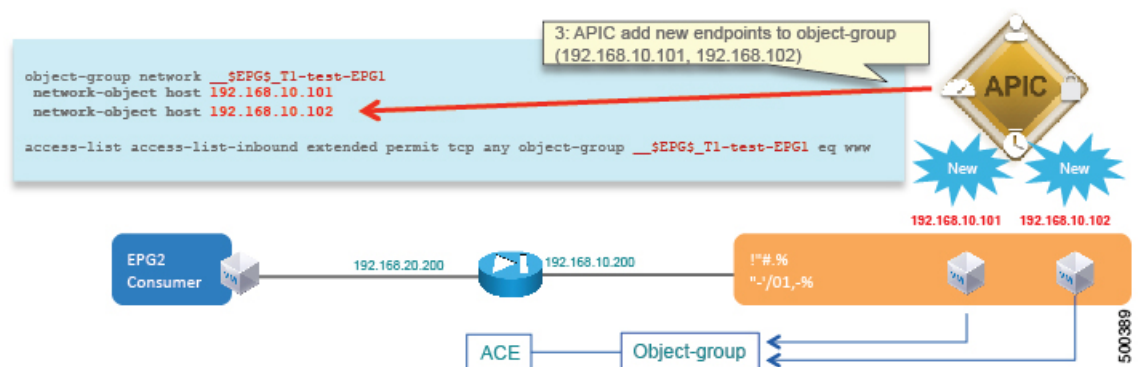 3: APIC add new endpoints to object-group
(192.168.10.101, 192.168.102)
object-group network __$EPG$_T1-test-EPG1
network-object host 192.168.10.101
network-object host 192.168.10.102
access-list access-list-inbound extended permit tcp any object-group __$EPG$_T1-test-EPG1 eq www
APIC
New
New
192.168.10.101
192.168.10.102
EPG2
Consumer
VM
192.168.20.200
192.168.10.200
!"#.%
"-'/01,-%
VM
VM
ACE
Object-group
500389